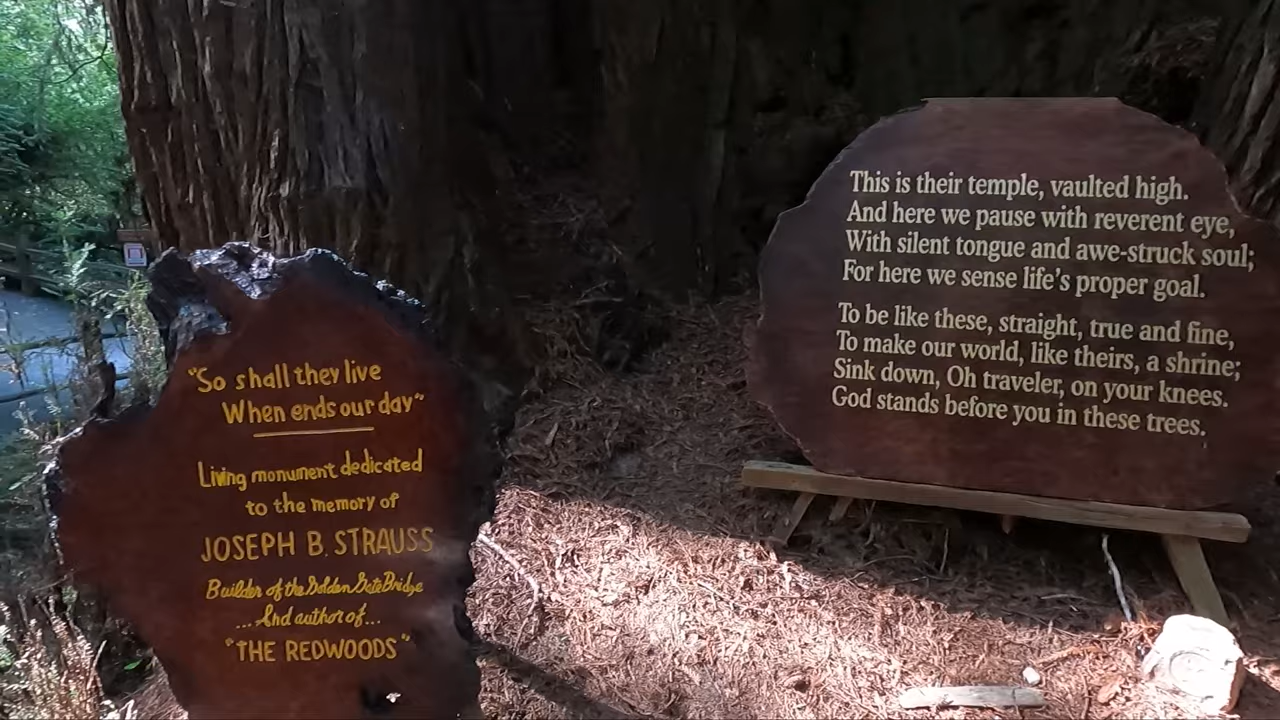 "So shall they live
When ends our day"
Living monument dedicated
to the memory of
JOSEPH B. STRAUSS
Builder of the Golden Gate Bridge
...And author of...
"THE REDWOODS"
This is their temple, vaulted high.
And here we pause with reverent eye,
With silent tongue and awe-struck soul;
For here we sense life's proper goal.
To be like these, straight, true and fine,
To make our world, like theirs, a shrine;
Sink down, Oh traveler, on your knees.
God stands before you in these trees.